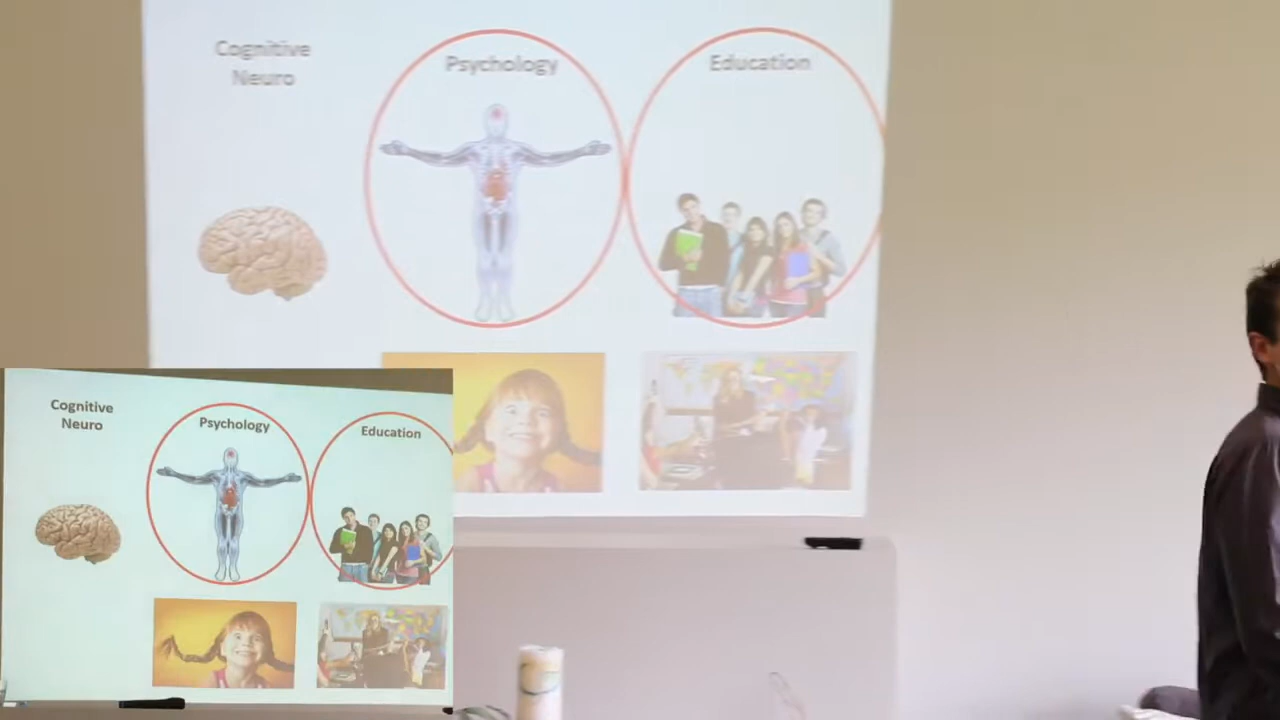 Cognitive
Neuro
Psychology
Education
Cognitive
Neuro
Psychology
Education